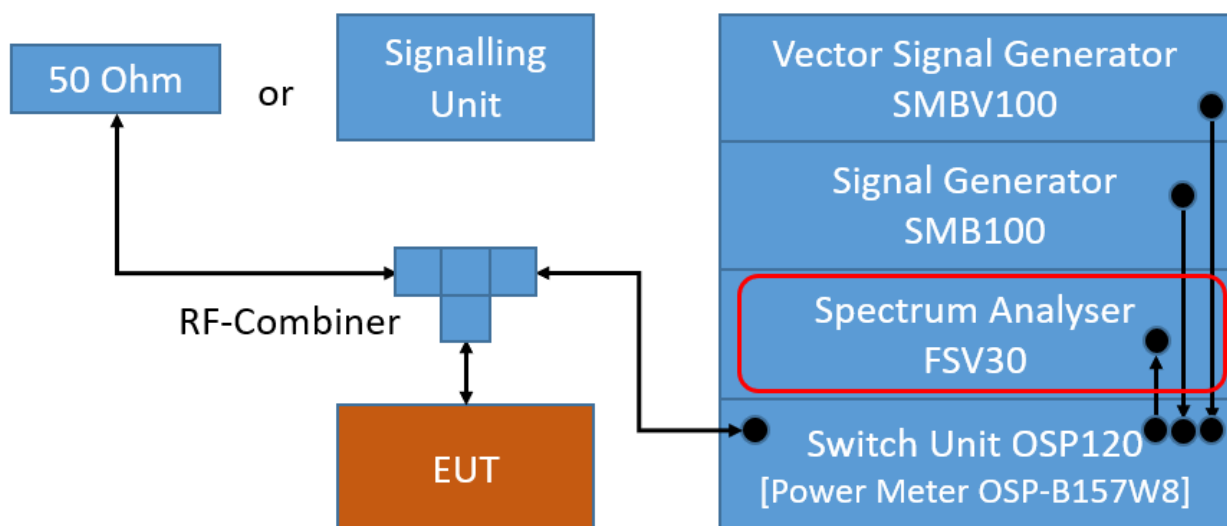 50 Ohm
or
Signalling
Unit
Vector Signal Generator
SMBV100
Signal Generator
SMB100
RF-Combiner
Spectrum Analyser
FSV30
EUT
Switch Unit OSP120
[Power Meter OSP-B157W8]